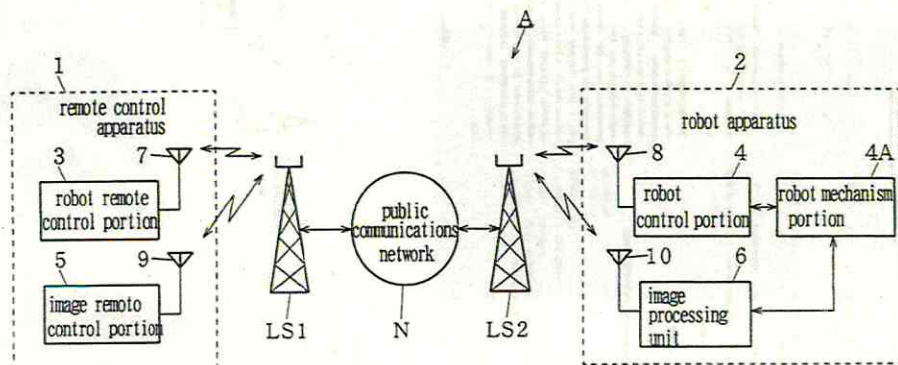 A
1
2
remote control
apparatus
robot apparatus
3
7
8
4
4A
robot remote
control portion
public
communications
network
robot
control portion
robot mechanism
portion
5
9
10
6
image remoto
control portion
image
processing
unit
LS1
N
LS2